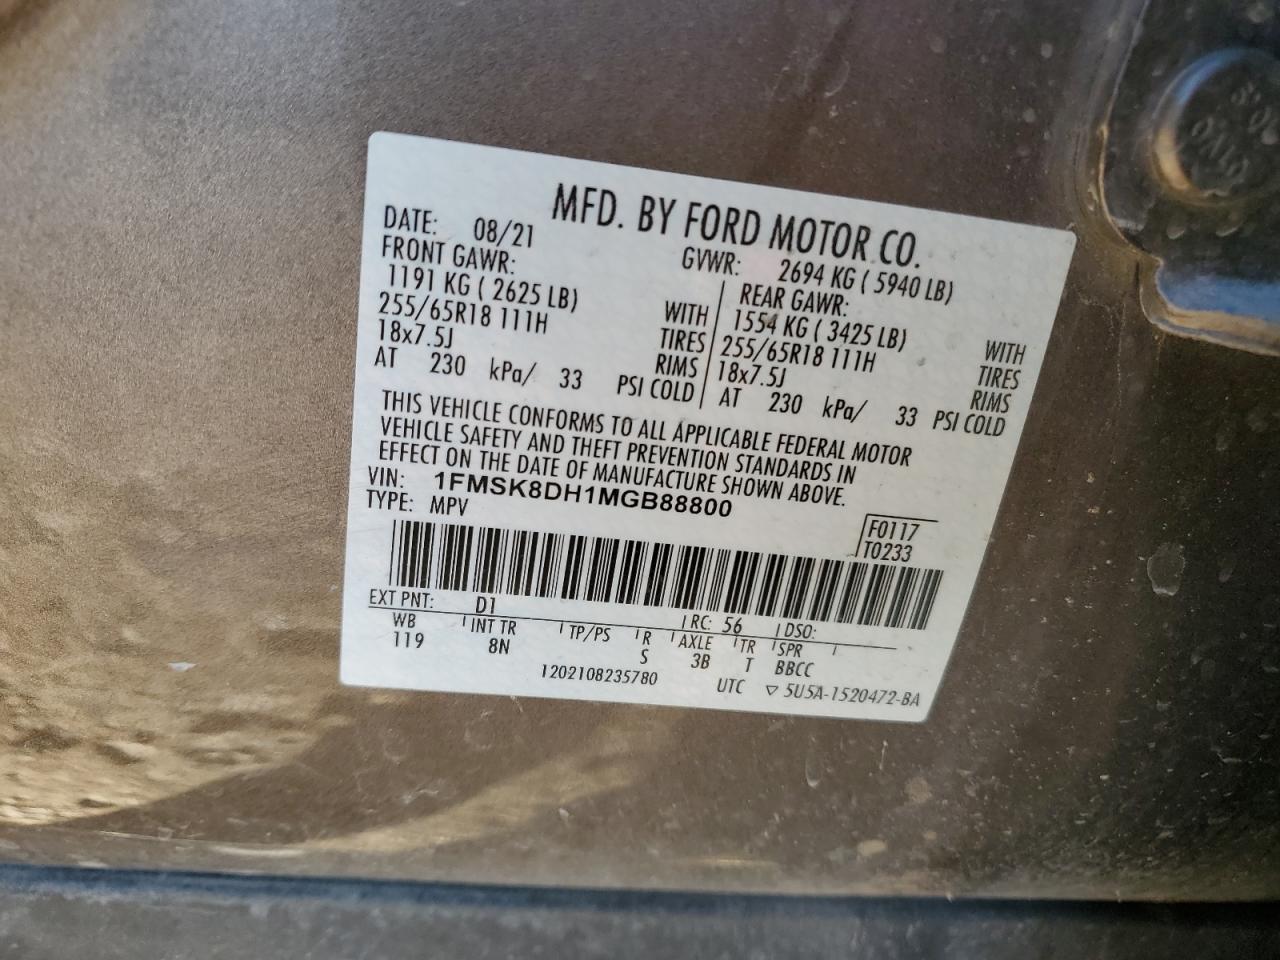 MFD. BY FORD MOTOR CO.
DATE: 08/21 GVWR: 2694 KG ( 5940 LB)
FRONT GAWR: REAR GAWR:
1191 KG ( 2625 LB) WITH 1554 KG ( 3425 LB) WITH
255/65R18 111H TIRES 255/65R18 111H TIRES
18x7.5J RIMS 18x7.5J RIMS
AT 230 kPa/ 33 PSI COLD AT 230 kPa/ 33 PSI COLD
THIS VEHICLE CONFORMS TO ALL APPLICABLE FEDERAL MOTOR
VEHICLE SAFETY AND THEFT PREVENTION STANDARDS IN
EFFECT ON THE DATE OF MANUFACTURE SHOWN ABOVE.
VIN: 1FMSK8DH1MGB88800
TYPE: MPV
F0117
T0233
EXT PNT: D1 RC: 56 DSO:
WB INT TR TP/PS R AXLE TR SPR
119 8N S 3B T BBCC
1202108235780 UTC ▽ 5U5A-1520472-BA